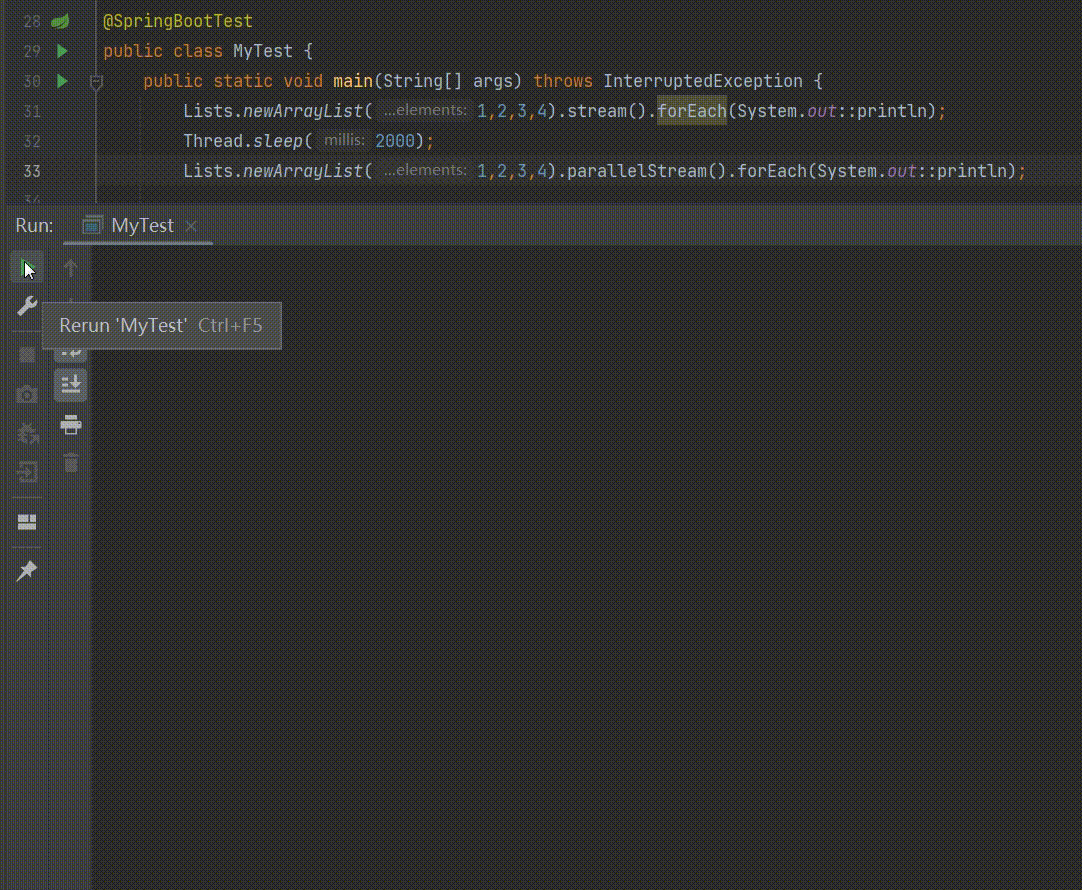 28 @SpringBootTest
29 public class MyTest {
30 public static void main(String[] args) throws InterruptedException {
31 Lists.newArrayList( ...elements: 1,2,3,4).stream().forEach(System.out::println);
32 Thread.sleep( millis: 2000);
33 Lists.newArrayList( ...elements: 1,2,3,4).parallelStream().forEach(System.out::println);
34
Run: MyTest
Rerun 'MyTest' Ctrl+F5